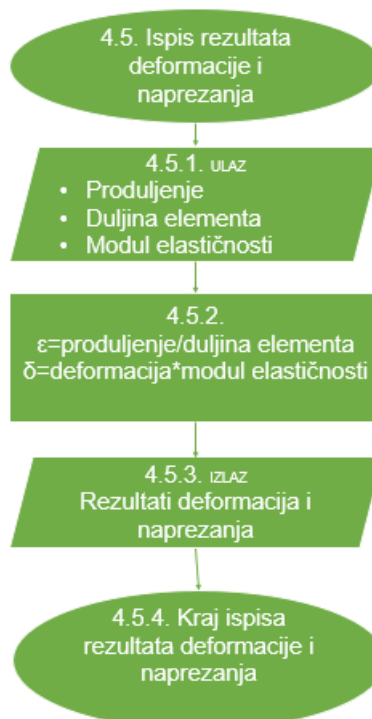 4.5. Ispis rezultata
deformacije i
naprezanja
4.5.1. ULAZ
• Produljenje
• Duljina elementa
• Modul elastičnosti
4.5.2.
ε=produljenje/duljina elementa
δ=deformacija*modul elastičnosti
4.5.3. IZLAZ
Rezultati deformacija i
naprezanja
4.5.4. Kraj ispisa
rezultata deformacije i
naprezanja